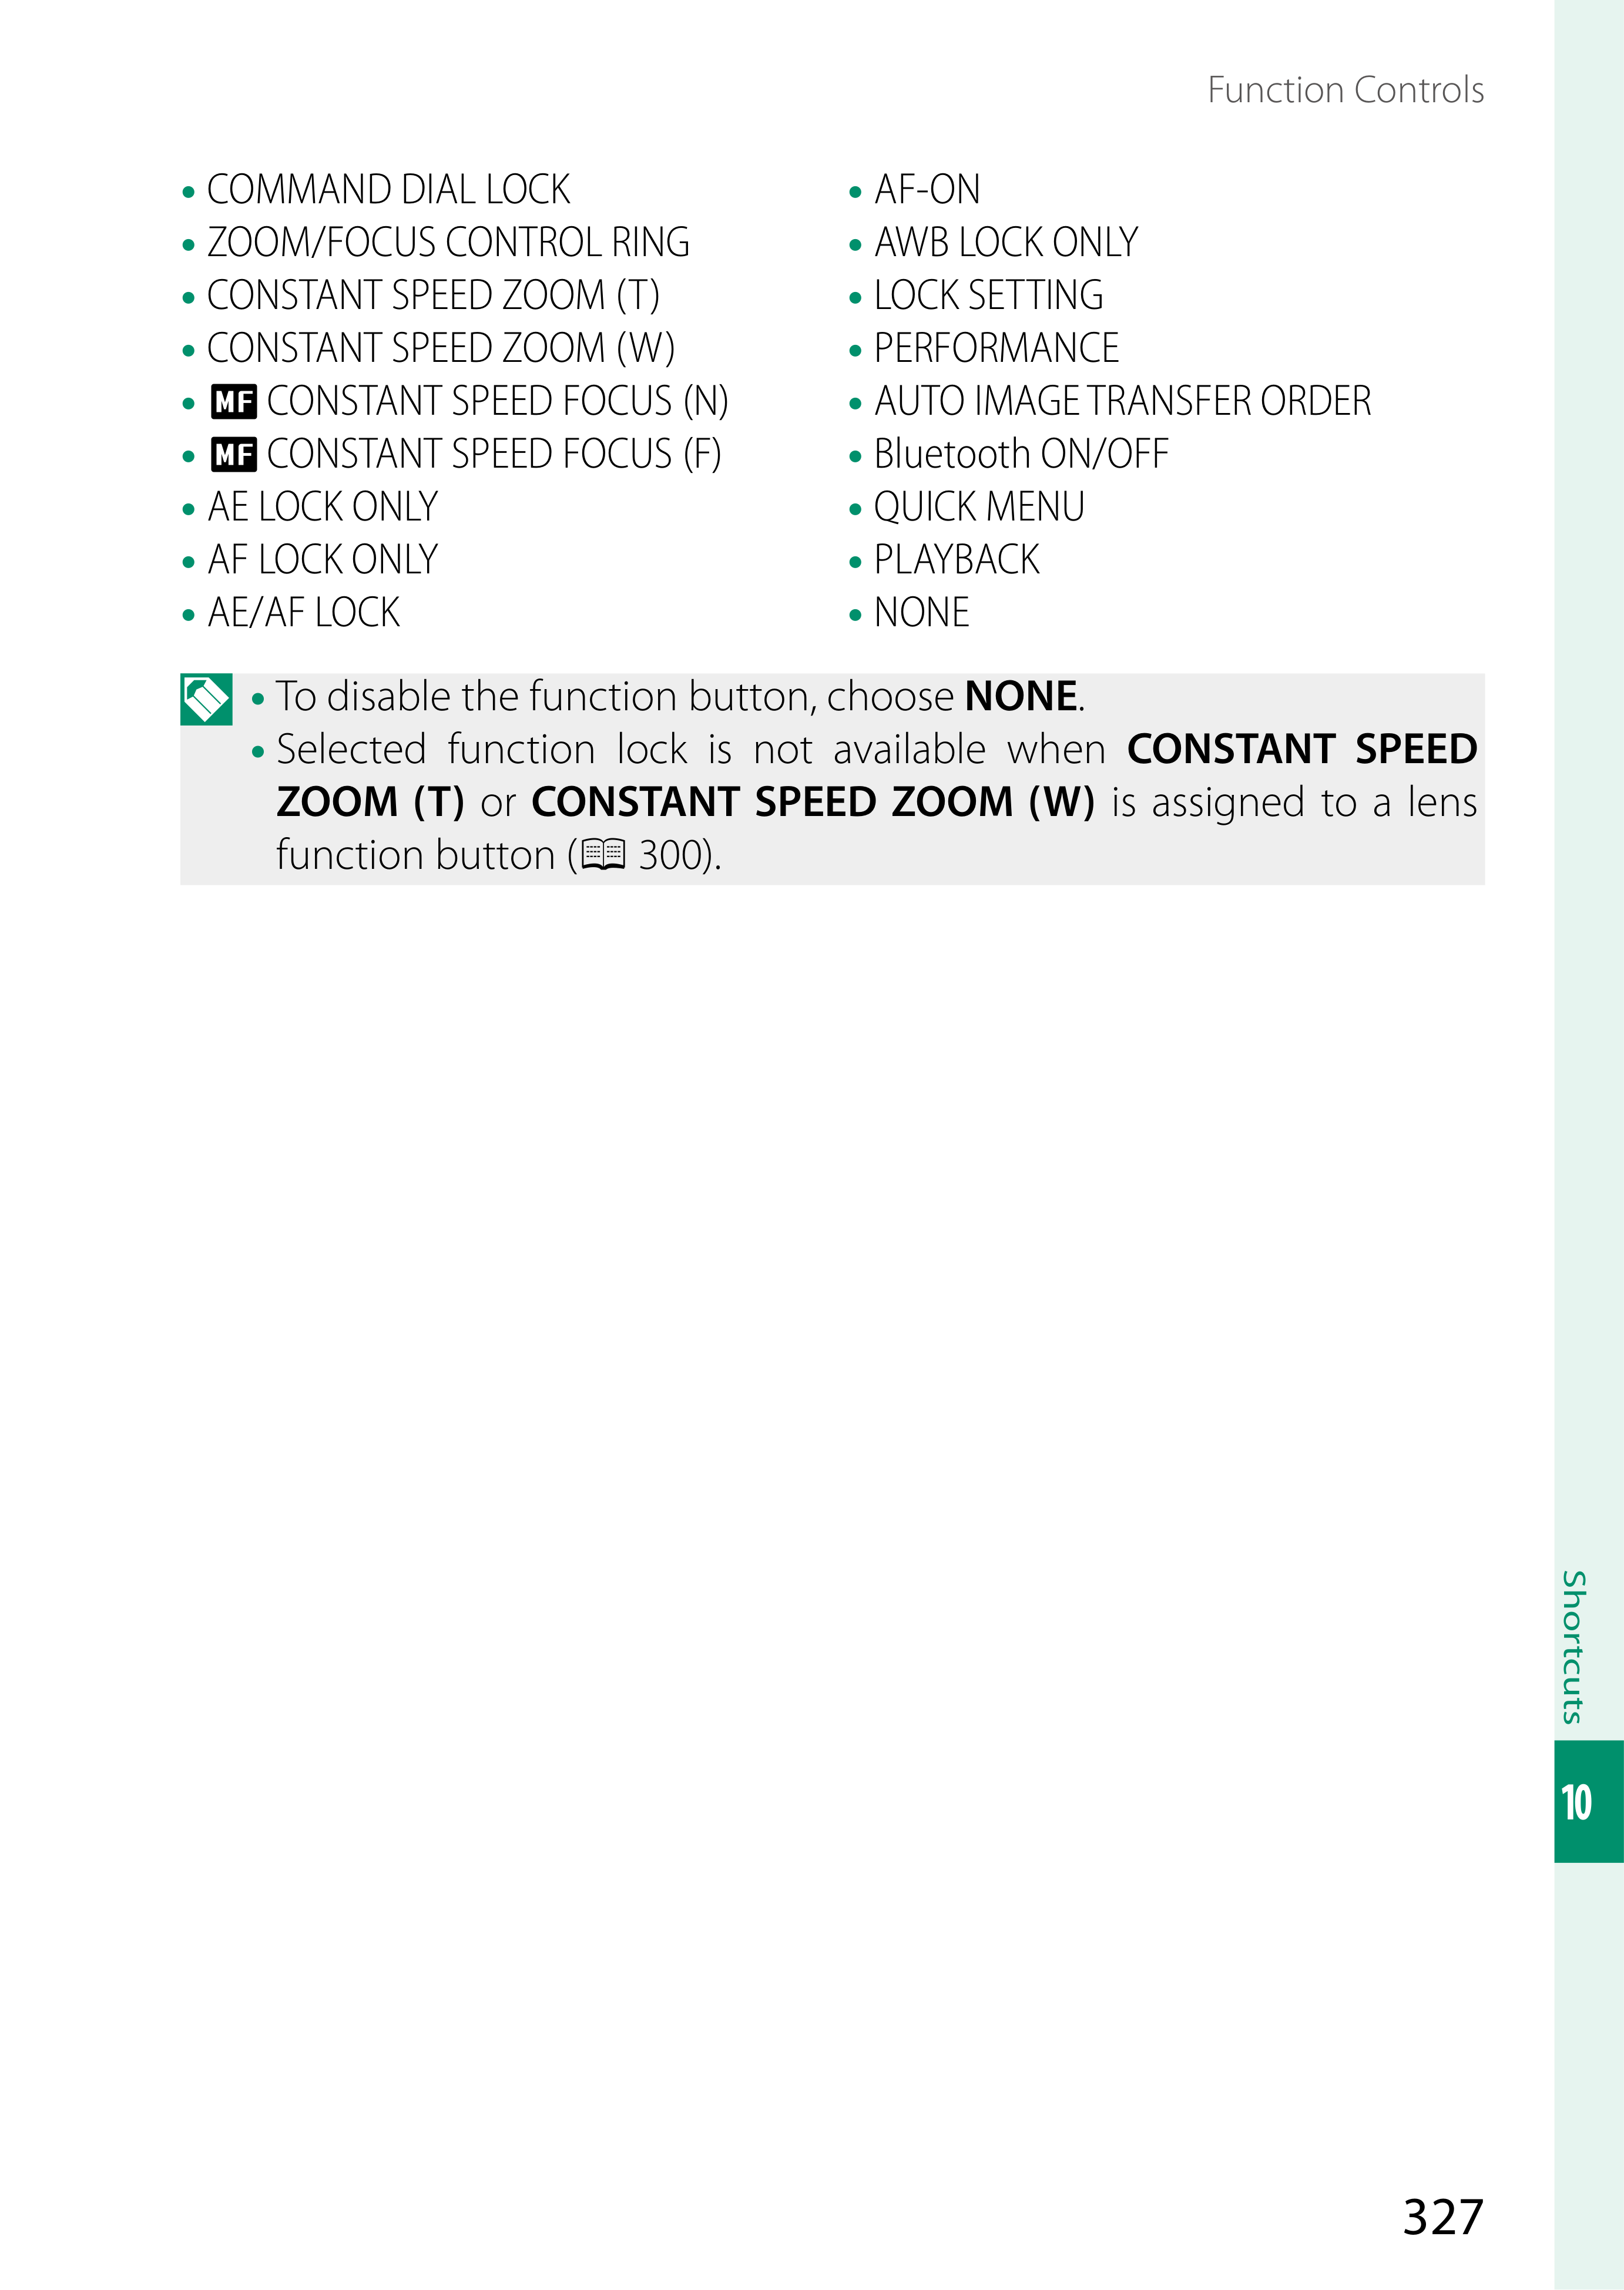 Function Controls
• COMMAND DIAL LOCK
• ZOOM/FOCUS CONTROL RING
• CONSTANT SPEED ZOOM (T)
• CONSTANT SPEED ZOOM (W)
• MF CONSTANT SPEED FOCUS (N)
• MF CONSTANT SPEED FOCUS (F)
• AE LOCK ONLY
• AF LOCK ONLY
• AE/AF LOCK
• AF-ON
• AWB LOCK ONLY
• LOCK SETTING
• PERFORMANCE
• AUTO IMAGE TRANSFER ORDER
• Bluetooth ON/OFF
• QUICK MENU
• PLAYBACK
• NONE
• To disable the function button, choose NONE.
• Selected function lock is not available when CONSTANT SPEED
ZOOM (T) or CONSTANT SPEED ZOOM (W) is assigned to a lens
function button (300).
Shortcuts
10
327